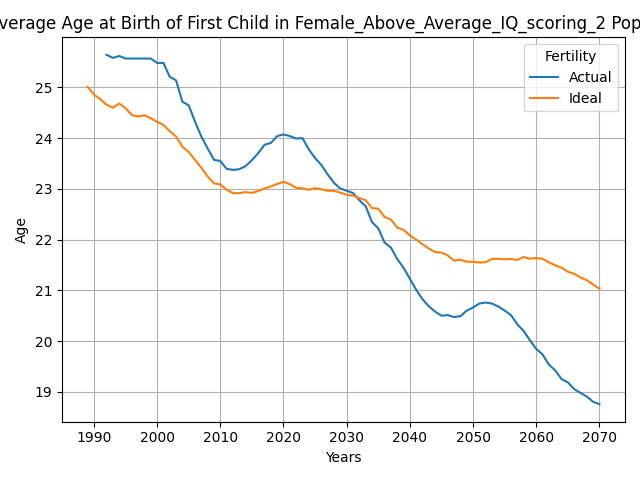 verage Age at Birth of First Child in Female_Above_Average_IQ_scoring_2 Pop
Fertility
Actual
Ideal
Age
25
24
23
22
21
20
19
1990 2000 2010 2020 2030 2040 2050 2060 2070
Years